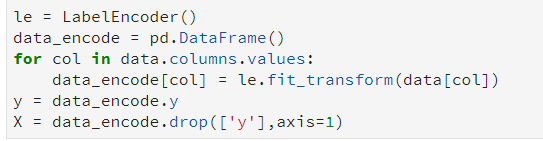 le = LabelEncoder()
data_encode = pd.DataFrame()
for col in data.columns.values:
    data_encode[col] = le.fit_transform(data[col])
y = data_encode.y
X = data_encode.drop(['y'],axis=1)